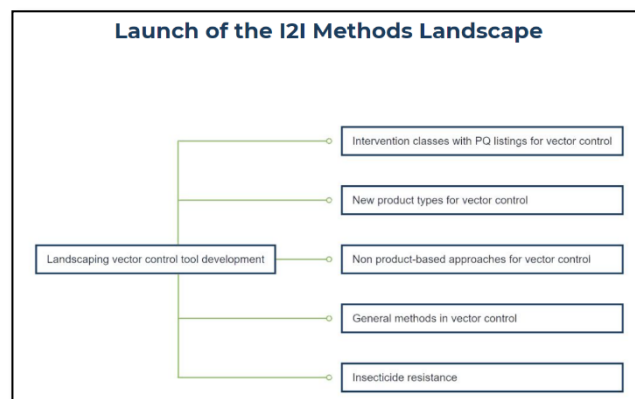 Launch of the I2I Methods Landscape
Intervention classes with PQ listings for vector control
New product types for vector control
Landscaping vector control tool development
Non product-based approaches for vector control
General methods in vector control
Insecticide resistance